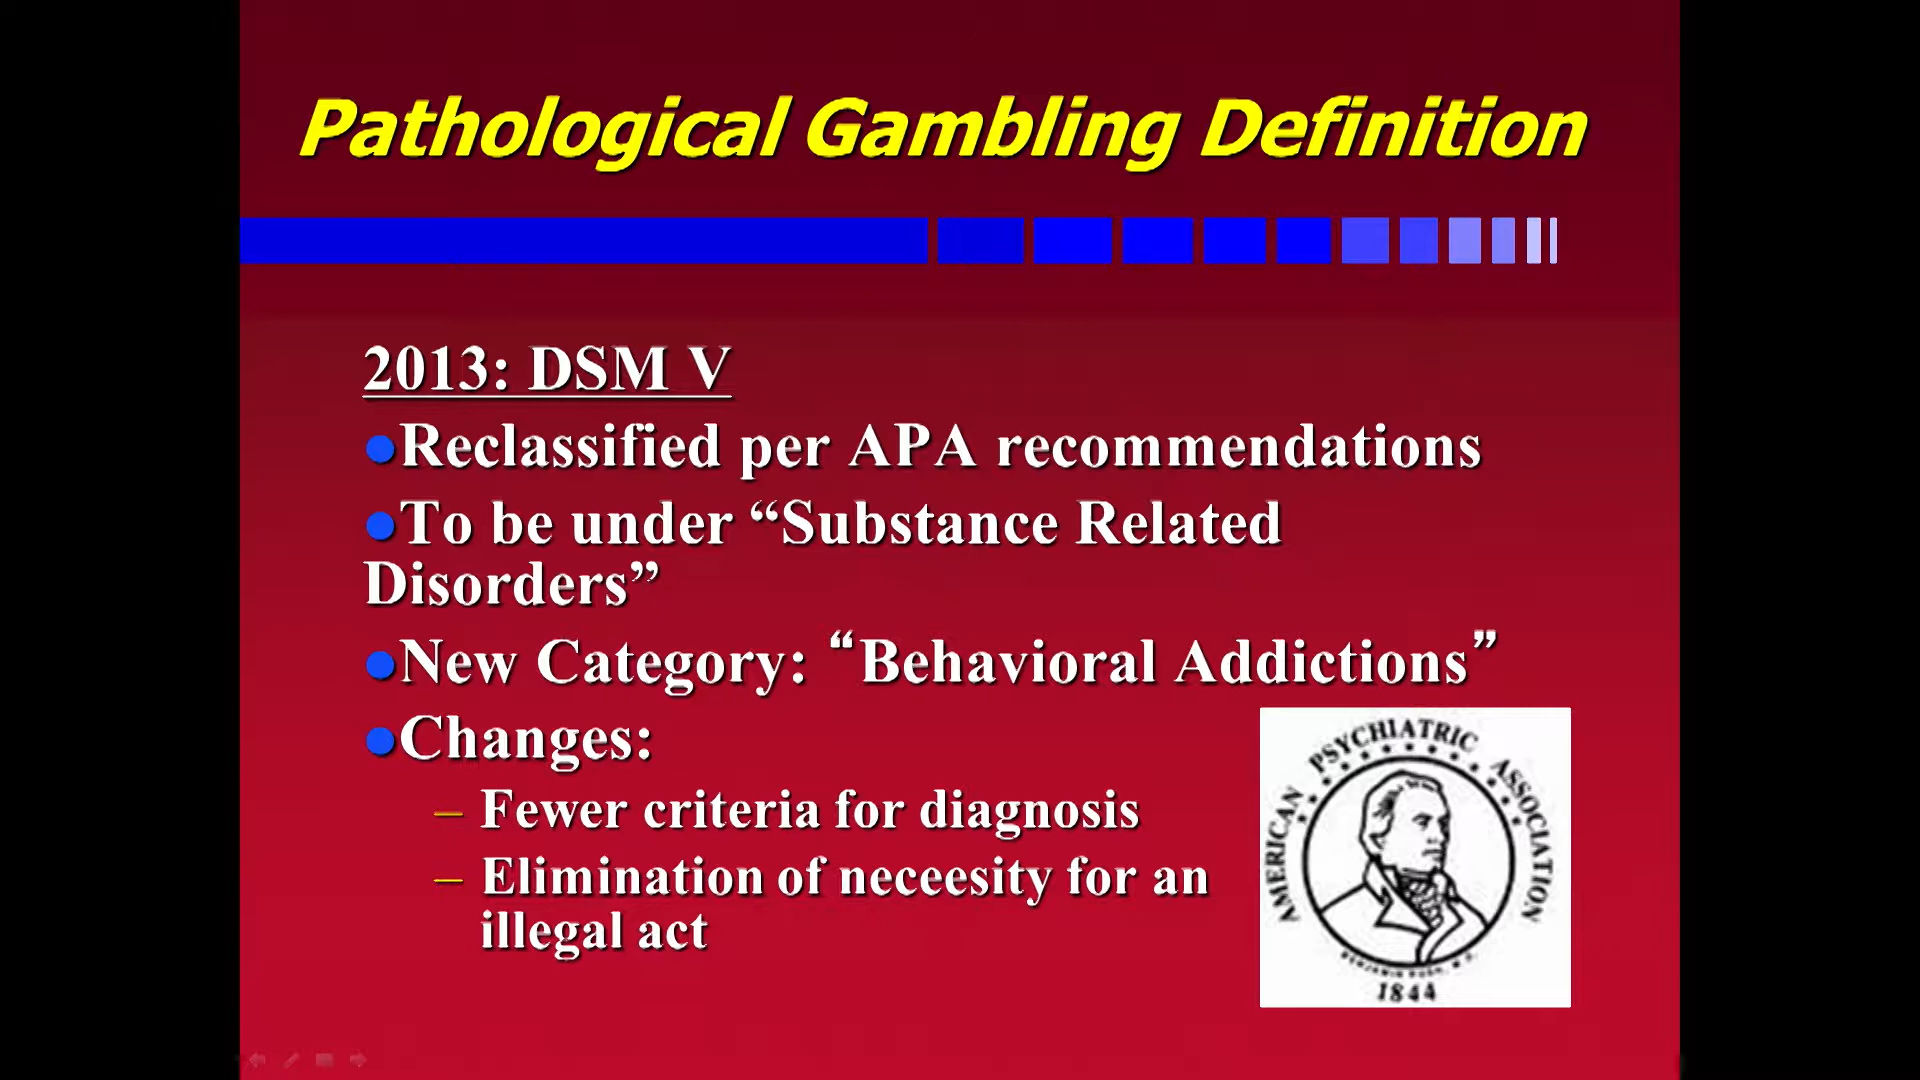 Pathological Gambling Definition
2013: DSM V
●Reclassified per APA recommendations
●To be under “Substance Related
Disorders”
●New Category: “Behavioral Addictions”
●Changes:
– Fewer criteria for diagnosis
– Elimination of neceesity for an
illegal act
AMERICAN PSYCHIATRIC ASSOCIATION
1844